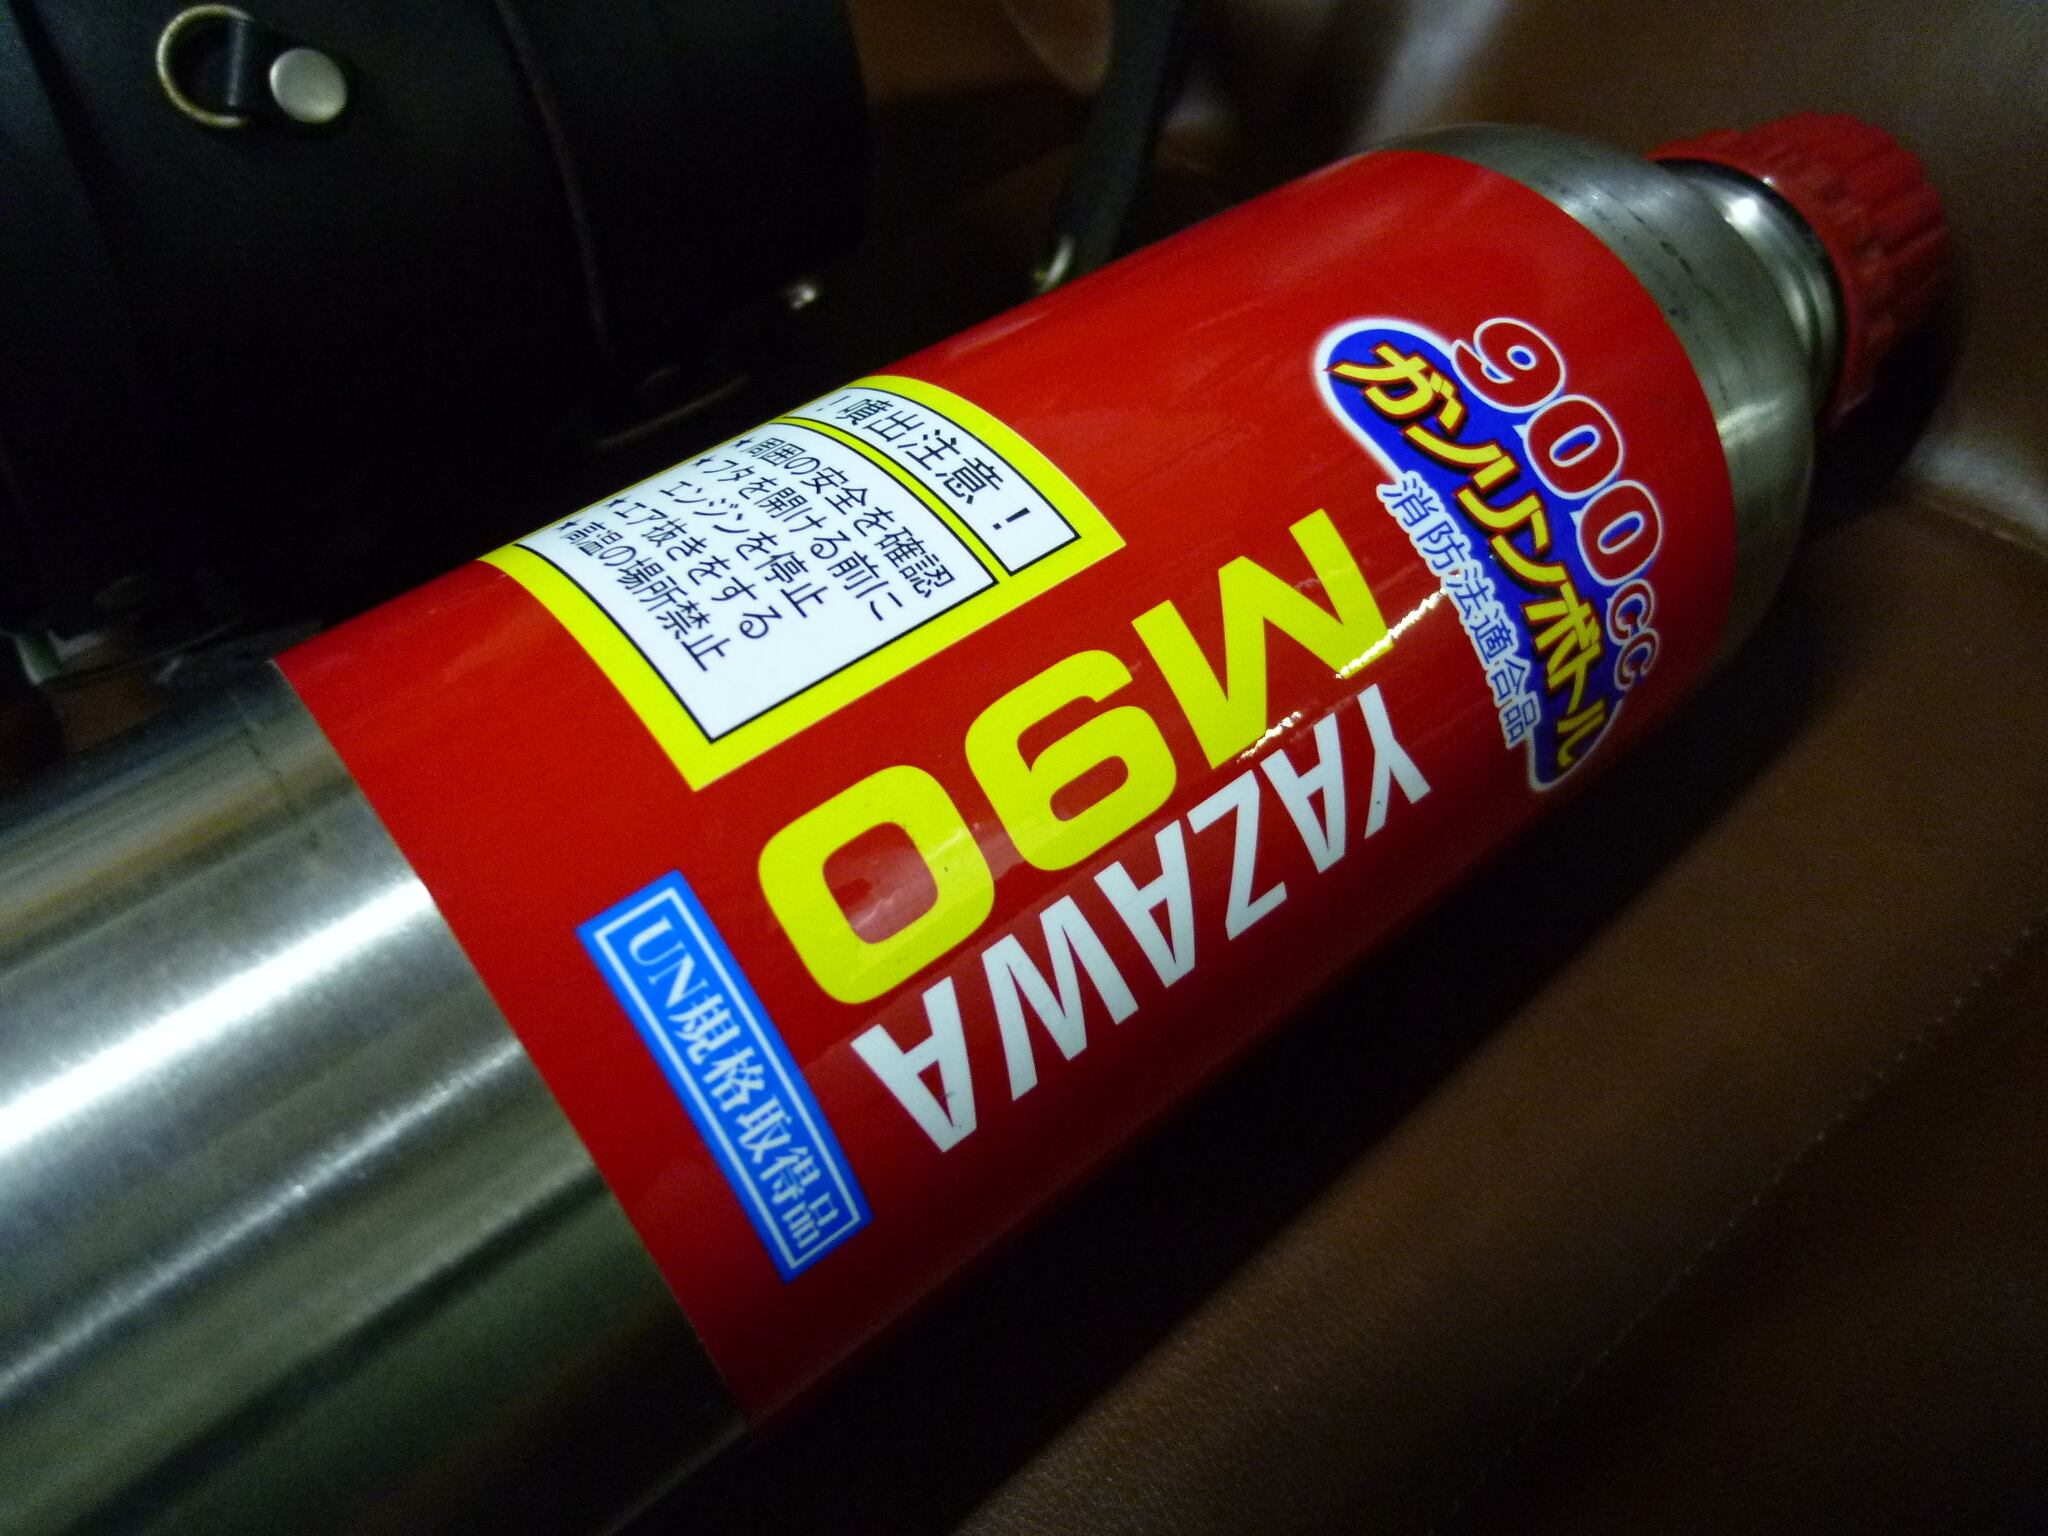 900cc
ガソリンボトル
消防法適合品
YAZAWA
M90
！噴出注意！
★周囲の安全を確認
★フタを開ける前に
エンジンを停止
★エア抜きをする
★高温の場所禁止
UN規格取得品